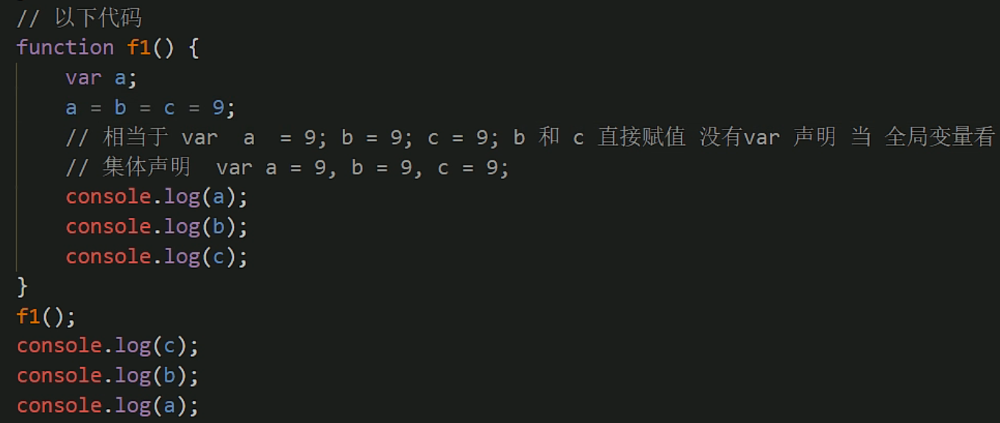 // 以下代码
function f1() {
    var a;
    a = b = c = 9;
    // 相当于 var  a  = 9; b = 9; c = 9; b 和 c 直接赋值 没有var 声明 当 全局变量看
    // 集体声明  var a = 9, b = 9, c = 9;
    console.log(a);
    console.log(b);
    console.log(c);
}
f1();
console.log(c);
console.log(b);
console.log(a);